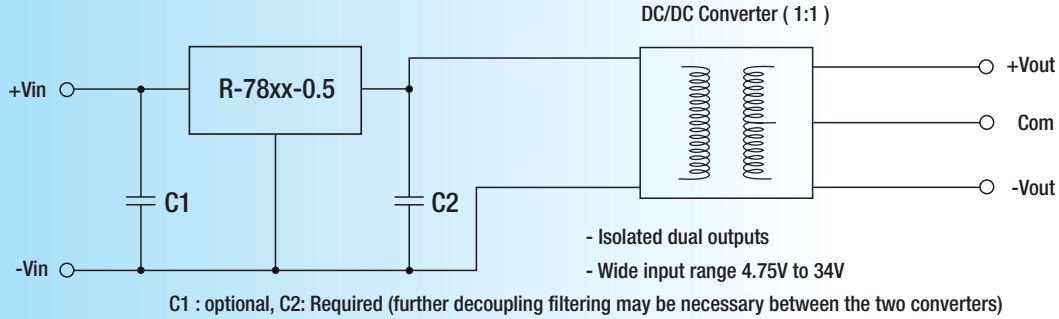 DC/DC Converter ( 1:1 )
+Vin
R-78xx-0.5
+Vout
Com
C1
C2
-Vout
-Vin
- Isolated dual outputs
- Wide input range 4.75V to 34V
C1 : optional, C2: Required (further decoupling filtering may be necessary between the two converters)